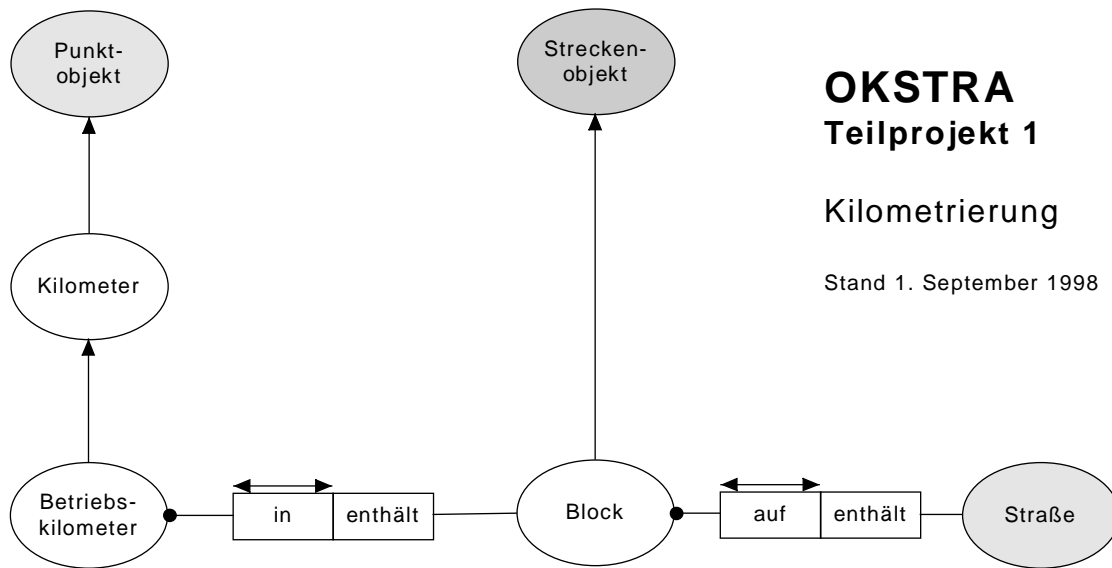 Punkt-
objekt
Strecken-
objekt
OKSTRA
Teilprojekt 1
Kilometrierung
Stand 1. September 1998
Kilometer
Betriebs-
kilometer
in
enthält
Block
auf
enthält
Straße